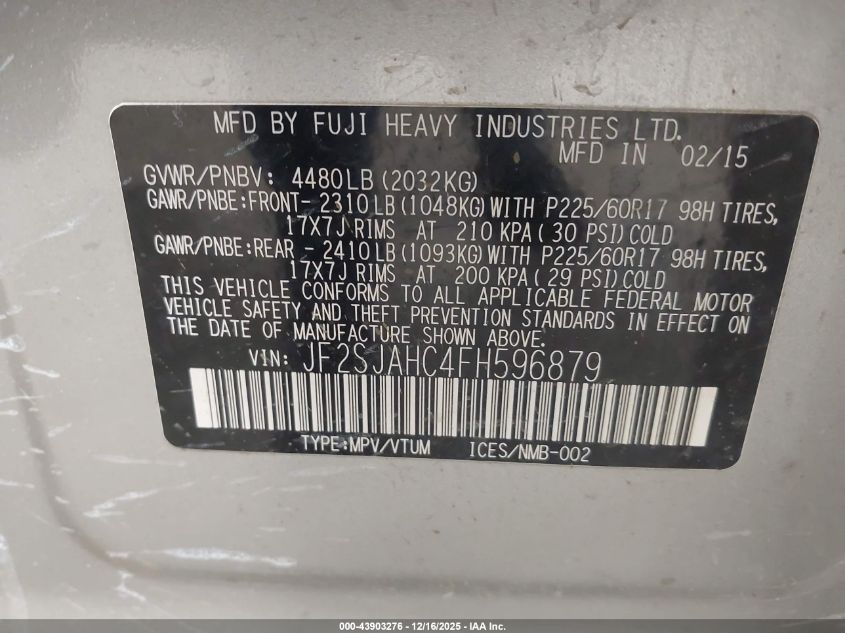 MFD BY FUJI HEAVY INDUSTRIES LTD.
MFD IN 02/15
GVWR/PNBV: 4480LB (2032KG)
GAWR/PNBE:FRONT- 2310LB (1048KG) WITH P225/60R17 98H TIRES,
17X7J RIMS AT 210 KPA (30 PSI) COLD
GAWR/PNBE:REAR - 2410LB (1093KG) WITH P225/60R17 98H TIRES,
17X7J RIMS AT 200 KPA (29 PSI) COLD
THIS VEHICLE CONFORMS TO ALL APPLICABLE FEDERAL MOTOR
VEHICLE SAFETY AND THEFT PREVENTION STANDARDS IN EFFECT ON
THE DATE OF MANUFACTURE SHOWN ABOVE.
VIN: JF2SJAHC4FH596879
TYPE:MPV/VTUM ICES/NMB-002
000-43903276 - 12/16/2025 - IAA Inc.